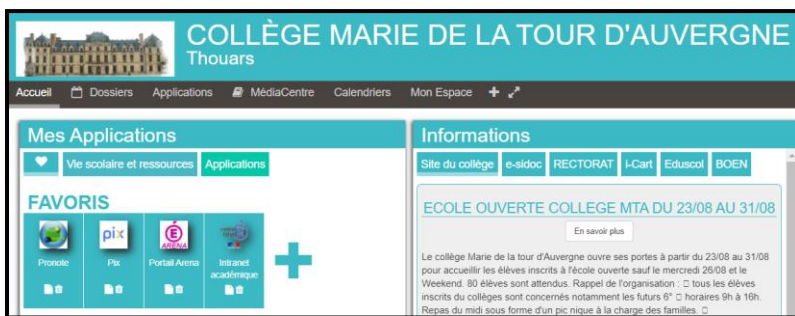 COLLÈGE MARIE DE LA TOUR D'AUVERGNE
Thouars
Accueil Dossiers Applications MédiaCentre Calendriers Mon Espace
Mes Applications
Vie scolaire et ressources Applications
FAVORIS
pix
ARENA
Pronote Pix Portail Arena Intranet académique
Informations
Site du collège e-sidoc RECTORAT i-Cart Eduscol BOEN
ECOLE OUVERTE COLLEGE MTA DU 23/08 AU 31/08
En savoir plus
Le collège Marie de la tour d'Auvergne ouvre ses portes à partir du 23/08 au 31/08
pour accueillir les élèves inscrits à l'école ouverte sauf le mercredi 26/08 et le
Weekend. 80 élèves sont attendus. Rappel de l'organisation : □ tous les élèves
inscrits du collèges sont concernés notamment les futurs 6° □ horaires 9h à 16h.
Repas du midi sous forme d'un pic nique à la charge des familles. □